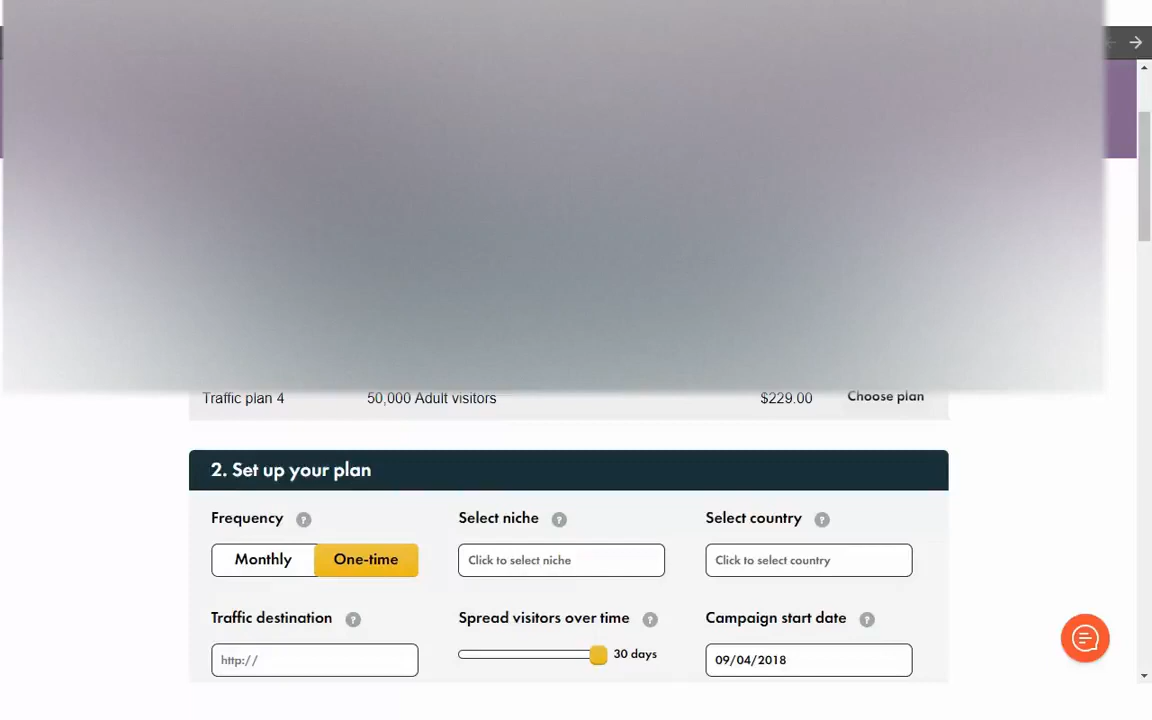 Traffic plan 4 50,000 Adult visitors $229.00 Choose plan
2. Set up your plan
Frequency ? Select niche ? Select country ?
Monthly One-time Click to select niche Click to select country
Traffic destination ? Spread visitors over time ? Campaign start date ?
http:// 30 days 09/04/2018